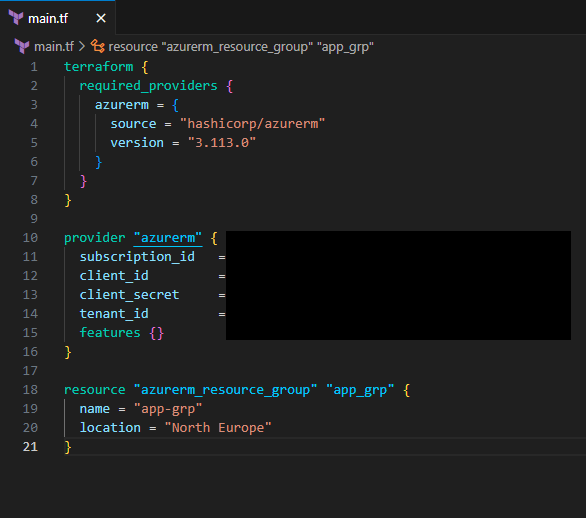 main.tf ×
main.tf > resource "azurerm_resource_group" "app_grp"
1 terraform {
2   required_providers {
3     azurerm = {
4       source = "hashicorp/azurerm"
5       version = "3.113.0"
6     }
7   }
8 }
9
10 provider "azurerm" {
11   subscription_id   =
12   client_id         =
13   client_secret     =
14   tenant_id         =
15   features {}
16 }
17
18 resource "azurerm_resource_group" "app_grp" {
19   name = "app-grp"
20   location = "North Europe"
21 }